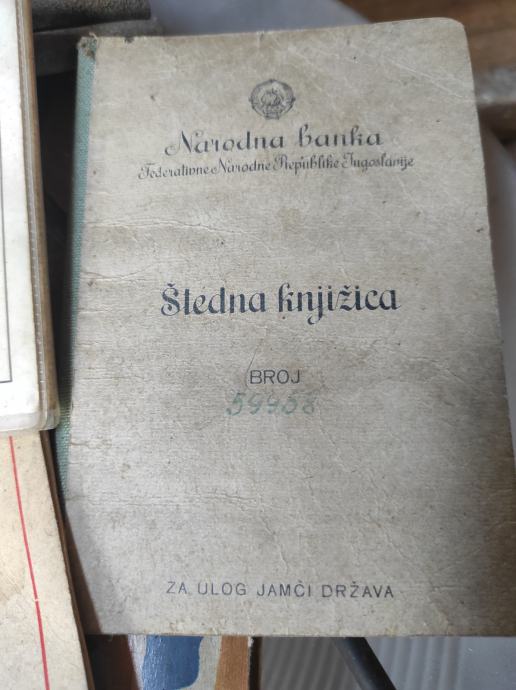 Narodna banka
Federativne Narodne Republike Jugoslavije
Štedna knjižica
BROJ
59958
ZA ULOG JAMČI DRŽAVA